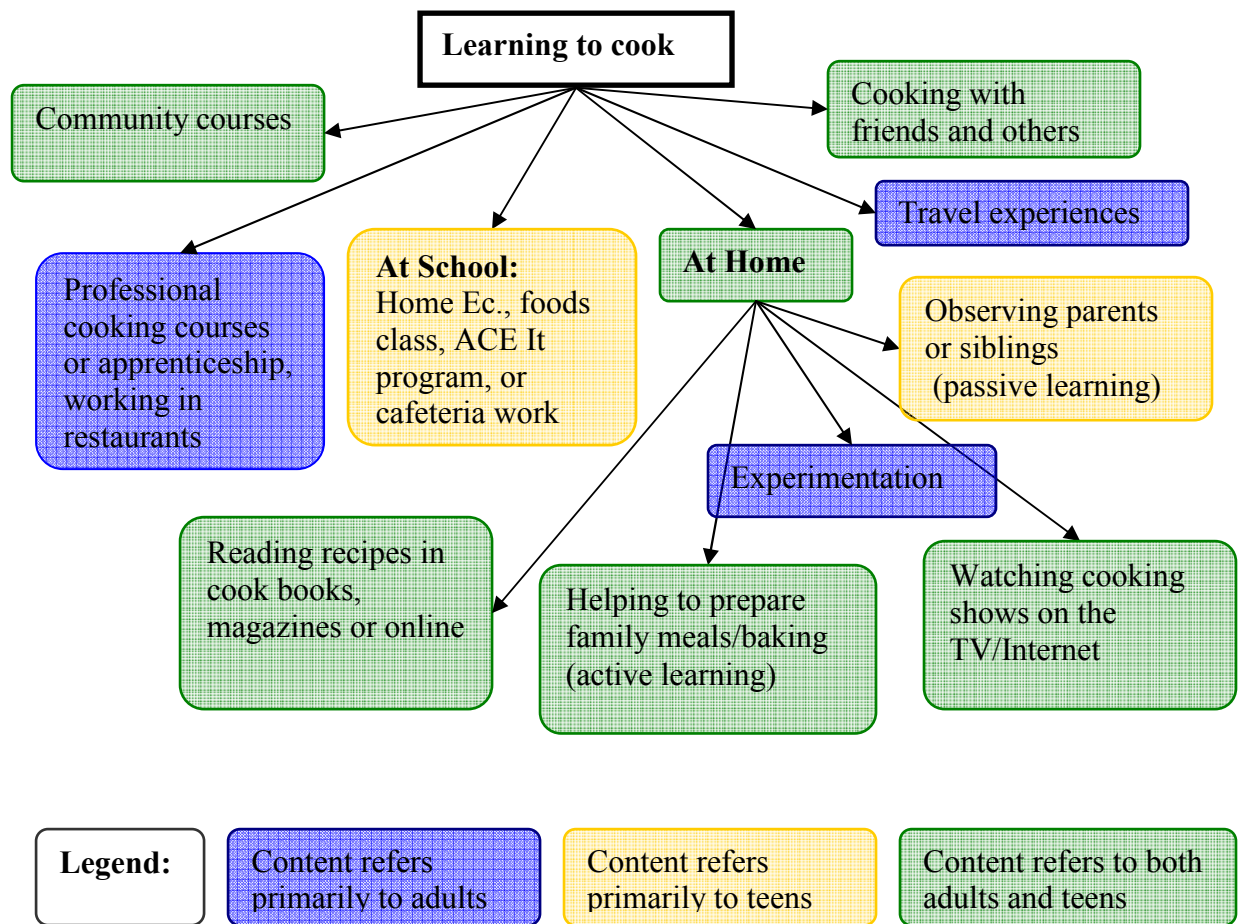 Learning to cook
Community courses
Cooking with
friends and others
Travel experiences
Professional
cooking courses
or apprenticeship,
working in
restaurants
At School:
Home Ec., foods
class, ACE It
program, or
cafeteria work
At Home
Observing parents
or siblings
(passive learning)
Experimentation
Reading recipes in
cook books,
magazines or online
Helping to prepare
family meals/baking
(active learning)
Watching cooking
shows on the
TV/Internet
Legend:
Content refers
primarily to adults
Content refers
primarily to teens
Content refers to both
adults and teens